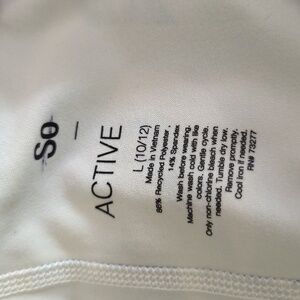 So
ACTIVE
L (10/12)
Made in Vietnam
86% Recycled Polyester,
14% Spandex
Wash before wearing.
Machine wash cold with like
colors. Gentle cycle.
Only non-chlorine bleach when
needed. Tumble dry low.
Remove promptly.
Cool iron if needed.
RN# 73277